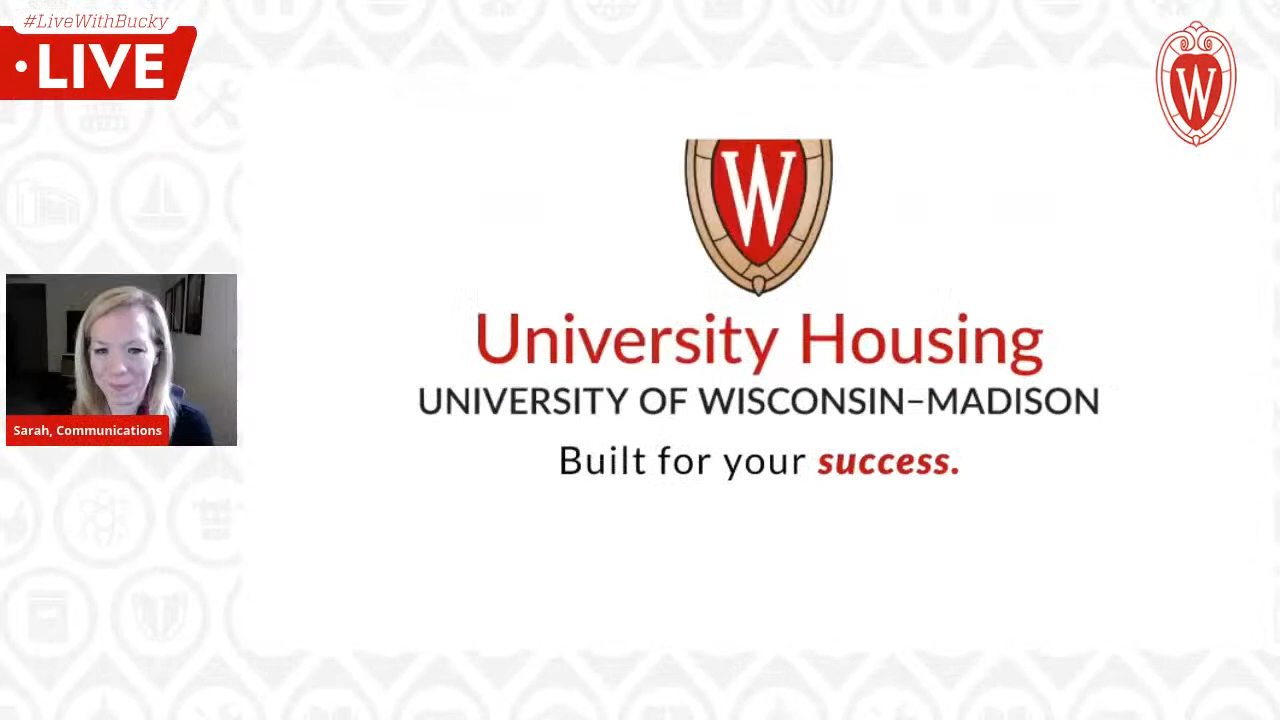 #LiveWithBucky
LIVE
W
W
University Housing
UNIVERSITY OF WISCONSIN–MADISON
Built for your success.
Sarah, Communications